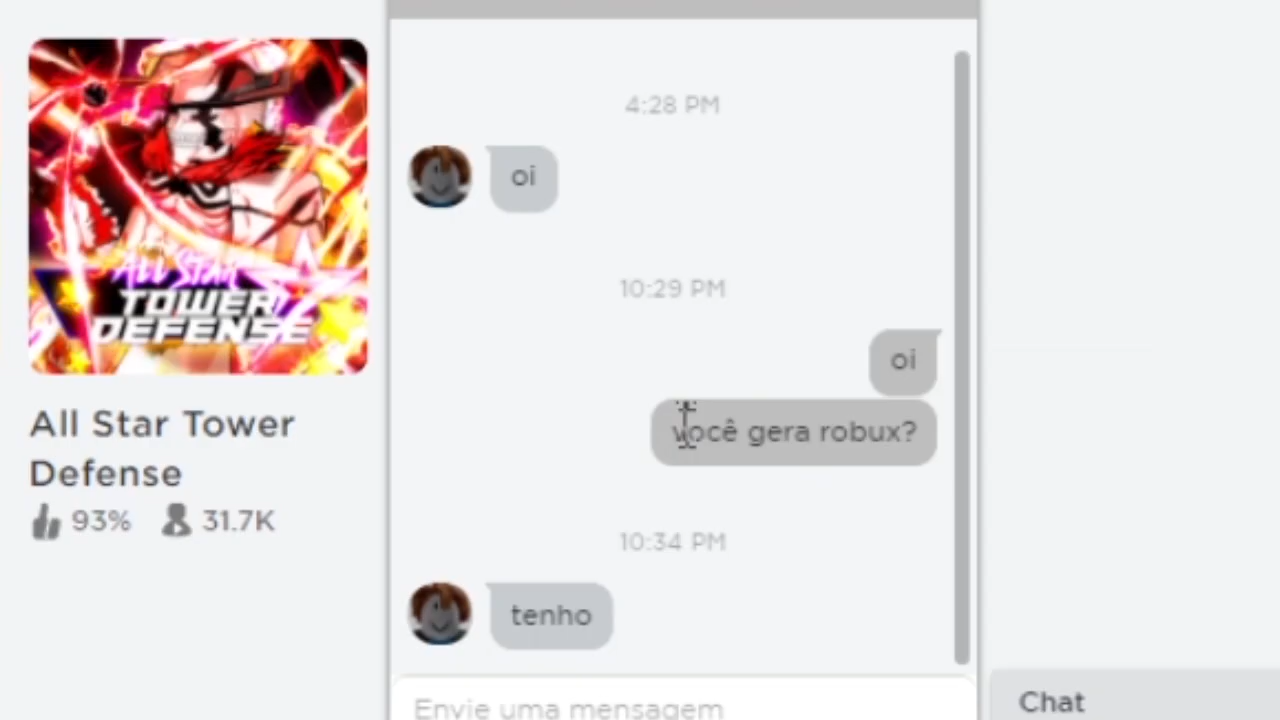 ALL STAR
TOWER
DEFENSE
All Star Tower
Defense
93% 31.7K
4:28 PM
oi
10:29 PM
oi
você gera robux?
10:34 PM
tenho
Envie uma mensagem
Chat